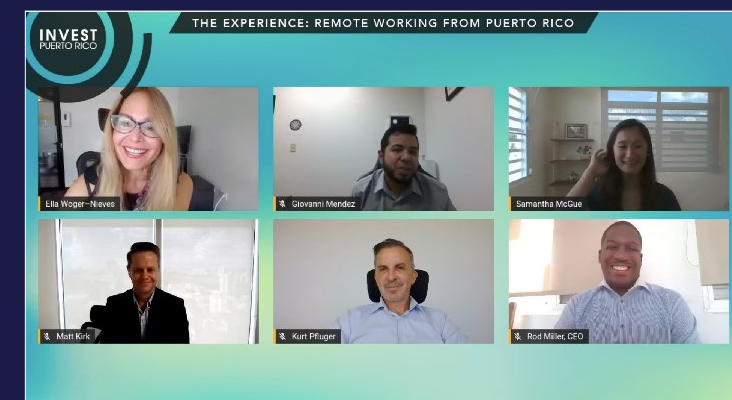 THE EXPERIENCE: REMOTE WORKING FROM PUERTO RICO
INVEST
PUERTO RICO
Ella Woger-Nieves
Giovanni Mendez
Samantha McGue
Matt Kirk
Kurt Pfluger
Rod Miller, CEO